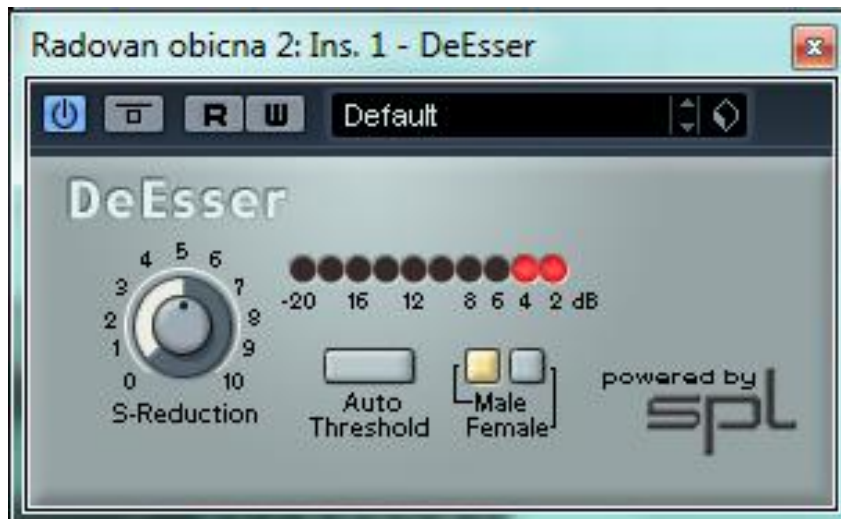 Radovan obicna 2: Ins. 1 - DeEsser
R W Default
DeEsser
0 1 2 3 4 5 6 7 8 9 10
S-Reduction
-20 16 12 8 6 4 2 dB
Auto
Threshold
Male
Female
powered by
spl